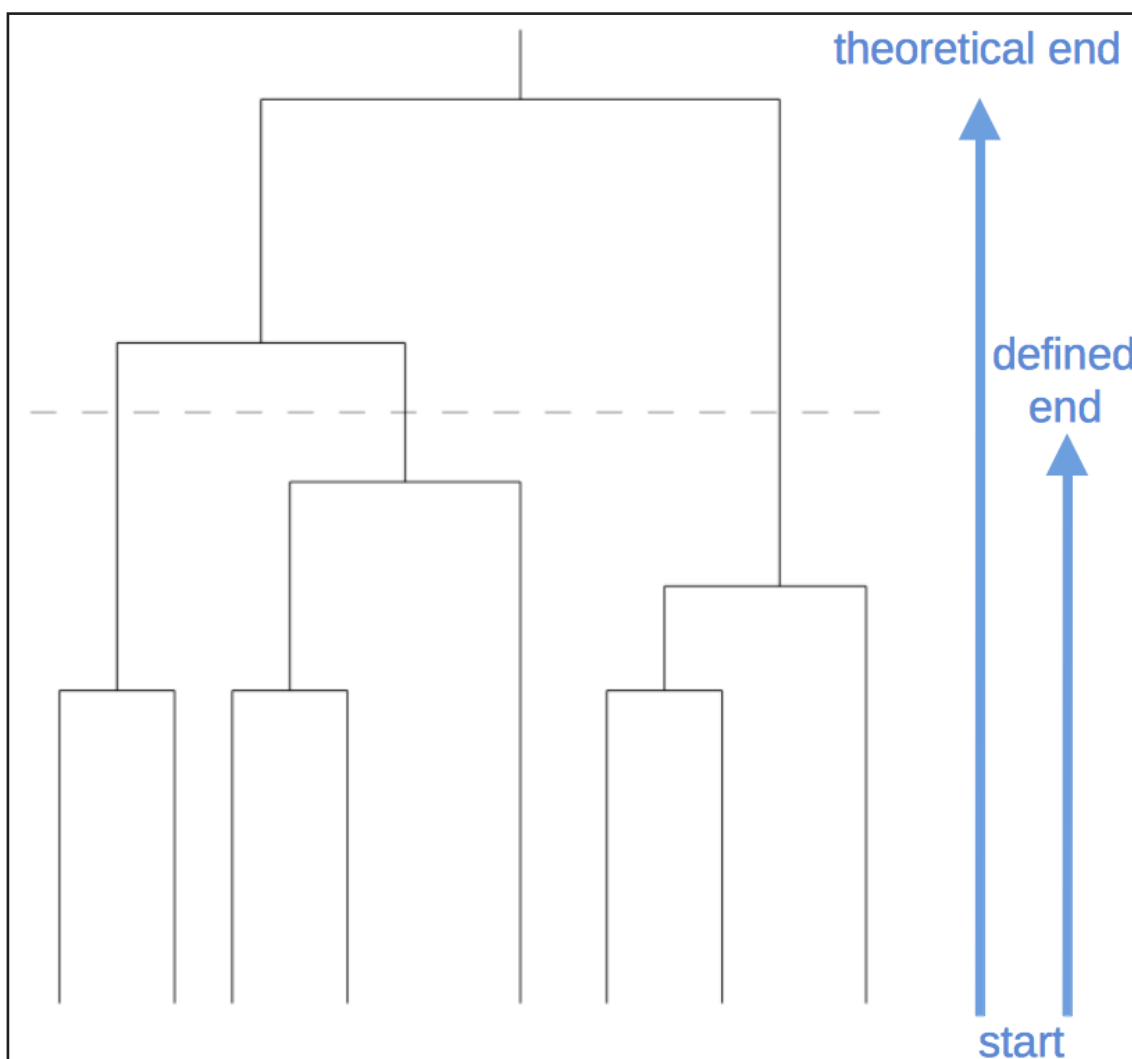 theoretical end
defined
end
start